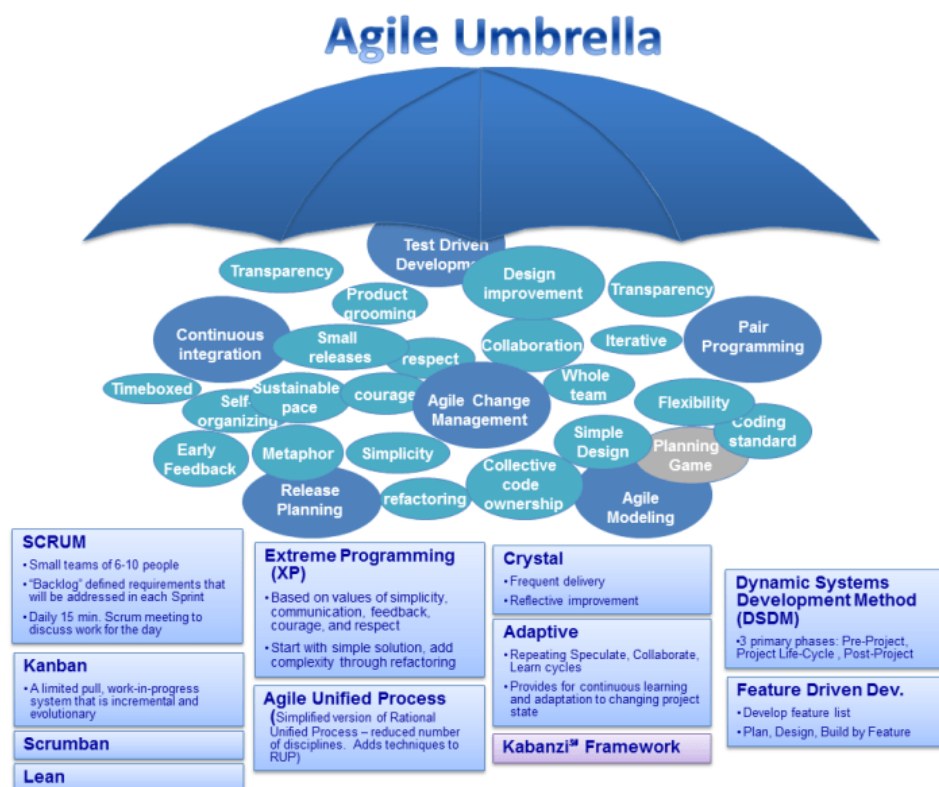 Agile Umbrella
Test Driven
Developme
Transparency
Design
improvement
Transparency
Product
grooming
Continuous
integration
Small
releases
respect
Collaboration
Iterative
Pair
Programming
Timeboxed
Self-
organizing
Sustainable
pace
courage
Agile Change
Management
Whole
team
Flexibility
Coding
standard
Early
Feedback
Metaphor
Simplicity
Simple
Design
Planning
Game
Release
Planning
refactoring
Collective
code
ownership
Agile
Modeling
SCRUM
• Small teams of 6-10 people
• “Backlog” defined requirements that
will be addressed in each Sprint
• Daily 15 min. Scrum meeting to
discuss work for the day
Kanban
• A limited pull, work-in-progress
system that is incremental and
evolutionary
Scrumban
Lean
Extreme Programming
(XP)
• Based on values of simplicity,
communication, feedback,
courage, and respect
• Start with simple solution, add
complexity through refactoring
Agile Unified Process
(Simplified version of Rational
Unified Process – reduced number
of disciplines. Adds techniques to
RUP)
Crystal
• Frequent delivery
• Reflective improvement
Adaptive
• Repeating Speculate, Collaborate,
Learn cycles
• Provides for continuous learning
and adaptation to changing project
state
Kabanzi℠ Framework
Dynamic Systems
Development Method
(DSDM)
• 3 primary phases: Pre-Project,
Project Life-Cycle , Post-Project
Feature Driven Dev.
• Develop feature list
• Plan, Design, Build by Feature